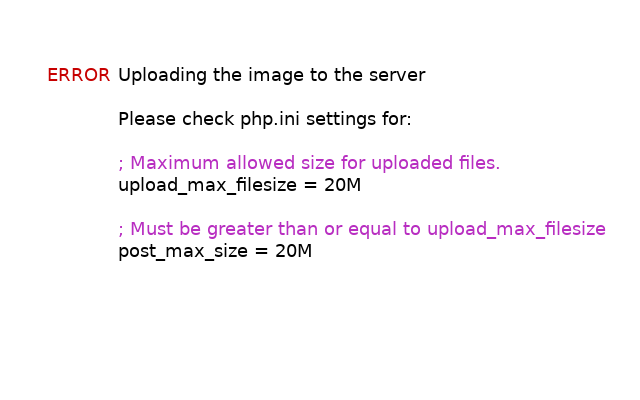 ERROR Uploading the image to the server
Please check php.ini settings for:
; Maximum allowed size for uploaded files.
upload_max_filesize = 20M
; Must be greater than or equal to upload_max_filesize
post_max_size = 20M